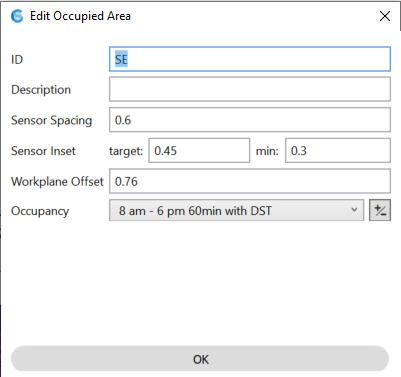 Edit Occupied Area
ID SE
Description
Sensor Spacing 0.6
Sensor Inset target: 0.45 min: 0.3
Workplane Offset 0.76
Occupancy 8 am - 6 pm 60min with DST
OK